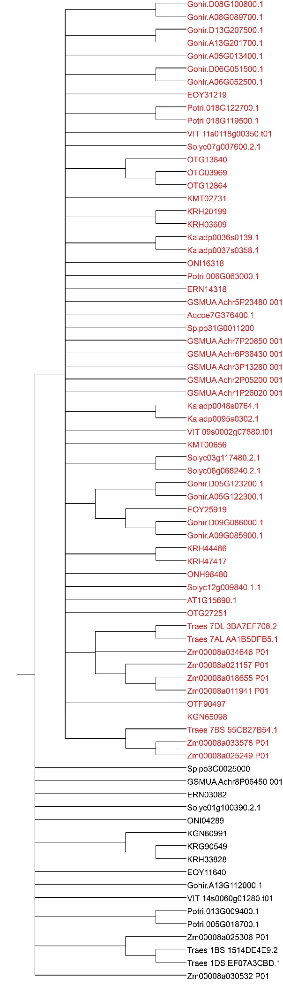 Gohir.D08G100800.1
Gohir.A08G089700.1
Gohir.D13G207500.1
Gohir.A13G201700.1
Gohir.A05G013400.1
Gohir.D06G051500.1
Gohir.A06G052500.1
EOY31219
Potri.018G122700.1
Potri.018G119500.1
VIT 11s0118g00350.t01
Solyc07g007600.2.1
OTG13840
OTG03969
OTG12864
KMT02731
KRH20199
KRH03609
Kaladp0036s0139.1
Kaladp0037s0358.1
ONI16318
Potri.006G063000.1
ERN14318
GSMUA Achr5P23480 001
Aqcoe7G376400.1
Spipo31G0011200
GSMUA Achr7P20850 001
GSMUA Achr6P36430 001
GSMUA Achr3P13280 001
GSMUA Achr2P05200 001
GSMUA Achr1P26020 001
Kaladp0048s0764.1
Kaladp0095s0302.1
VIT 09s0002g07880.t01
KMT00656
Solyc03g117480.2.1
Solyc06g068240.2.1
Gohir.D05G123200.1
Gohir.A05G122300.1
EOY25919
Gohir.D09G086000.1
Gohir.A09G085900.1
KRH44486
KRH47417
ONH98480
Solyc12g009840.1.1
AT1G15690.1
OTG27251
Traes 7DL 3BA7EF708.2
Traes 7AL AA1B5DFB5.1
Zm00008a034646 P01
Zm00008a021157 P01
Zm00008a018655 P01
Zm00008a011941 P01
OTF90497
KGN65098
Traes 7BS 55CB27B54.1
Zm00008a033578 P01
Zm00008a025249 P01
Spipo3G0025000
GSMUA Achr8P06450 001
ERN03082
Solyc01g100390.2.1
ONI04289
KGN60991
KRG90549
KRH33828
EOY11640
Gohir.A13G112000.1
VIT 14s0060g01280.t01
Potri.013G009400.1
Potri.005G018700.1
Zm00008a025306 P01
Traes 1BS 1514DE4E9.2
Traes 1DS EF07A3CBD.1
Zm00008a030532 P01